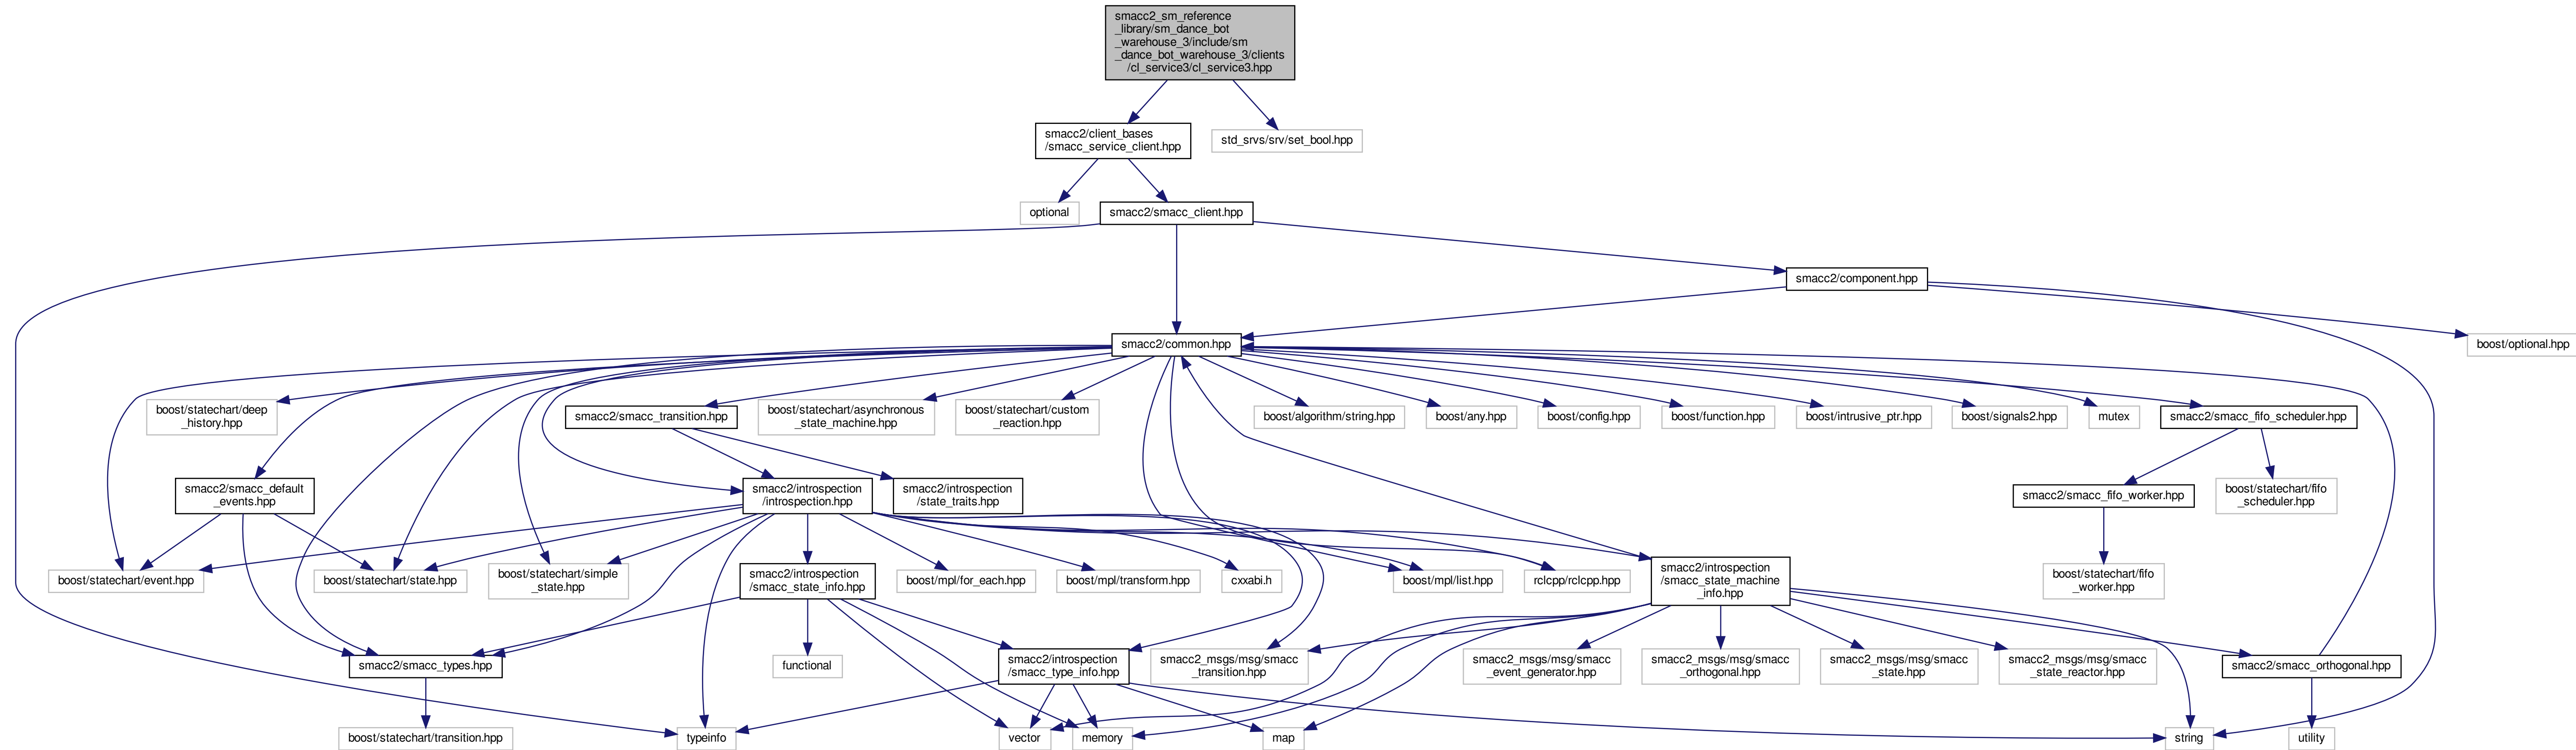 smacc2_sm_reference
_library/sm_dance_bot
_warehouse_3/include/sm
_dance_bot_warehouse_3/clients
/cl_service3/cl_service3.hpp
smacc2/client_bases
/smacc_service_client.hpp
std_srvs/srv/set_bool.hpp
optional
smacc2/smacc_client.hpp
smacc2/component.hpp
smacc2/common.hpp
boost/optional.hpp
boost/statechart/deep
_history.hpp
smacc2/smacc_transition.hpp
boost/statechart/asynchronous
_state_machine.hpp
boost/statechart/custom
_reaction.hpp
boost/algorithm/string.hpp
boost/any.hpp
boost/config.hpp
boost/function.hpp
boost/intrusive_ptr.hpp
boost/signals2.hpp
mutex
smacc2/smacc_fifo_scheduler.hpp
smacc2/smacc_default
_events.hpp
smacc2/introspection
/introspection.hpp
smacc2/introspection
/state_traits.hpp
smacc2/smacc_fifo_worker.hpp
boost/statechart/fifo
_scheduler.hpp
boost/statechart/event.hpp
boost/statechart/state.hpp
boost/statechart/simple
_state.hpp
smacc2/introspection
/smacc_state_info.hpp
boost/mpl/for_each.hpp
boost/mpl/transform.hpp
cxxabi.h
boost/mpl/list.hpp
rclcpp/rclcpp.hpp
smacc2/introspection
/smacc_state_machine
_info.hpp
boost/statechart/fifo
_worker.hpp
smacc2/smacc_types.hpp
functional
smacc2/introspection
/smacc_type_info.hpp
smacc2_msgs/msg/smacc
_transition.hpp
smacc2_msgs/msg/smacc
_event_generator.hpp
smacc2_msgs/msg/smacc
_orthogonal.hpp
smacc2_msgs/msg/smacc
_state.hpp
smacc2_msgs/msg/smacc
_state_reactor.hpp
smacc2/smacc_orthogonal.hpp
boost/statechart/transition.hpp
typeinfo
vector
memory
map
string
utility